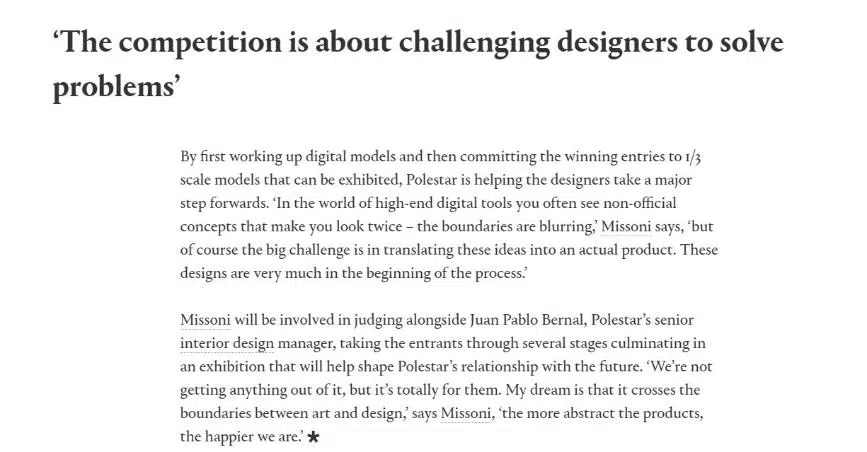 ‘The competition is about challenging designers to solve
problems’
By first working up digital models and then committing the winning entries to 1/3
scale models that can be exhibited, Polestar is helping the designers take a major
step forwards. ‘In the world of high-end digital tools you often see non-official
concepts that make you look twice – the boundaries are blurring,’ Missoni says, ‘but
of course the big challenge is in translating these ideas into an actual product. These
designs are very much in the beginning of the process.’
Missoni will be involved in judging alongside Juan Pablo Bernal, Polestar’s senior
interior design manager, taking the entrants through several stages culminating in
an exhibition that will help shape Polestar’s relationship with the future. ‘We’re not
getting anything out of it, but it’s totally for them. My dream is that it crosses the
boundaries between art and design,’ says Missoni, ‘the more abstract the products,
the happier we are.’ *